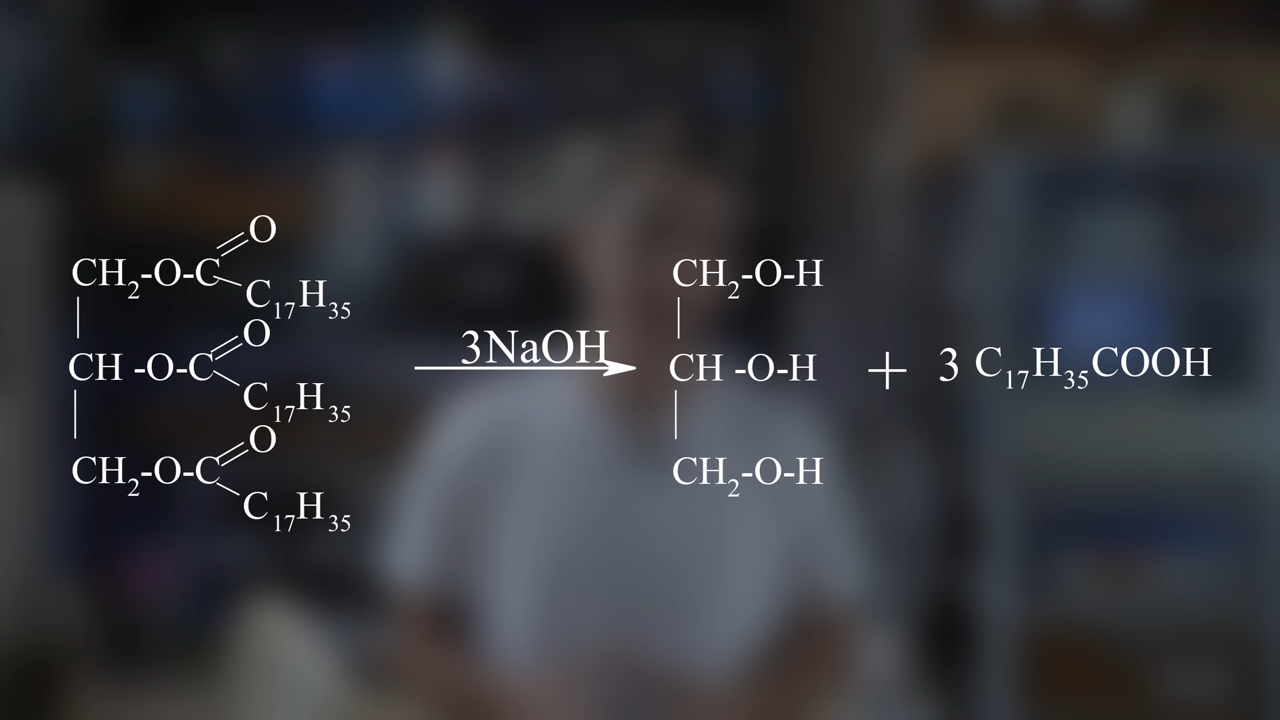 CH₂-O-C=O
C₁₇H₃₅
CH -O-C=O
C₁₇H₃₅
CH₂-O-C=O
C₁₇H₃₅
3NaOH
CH₂-O-H
CH -O-H
CH₂-O-H
+ 3 C₁₇H₃₅COOH